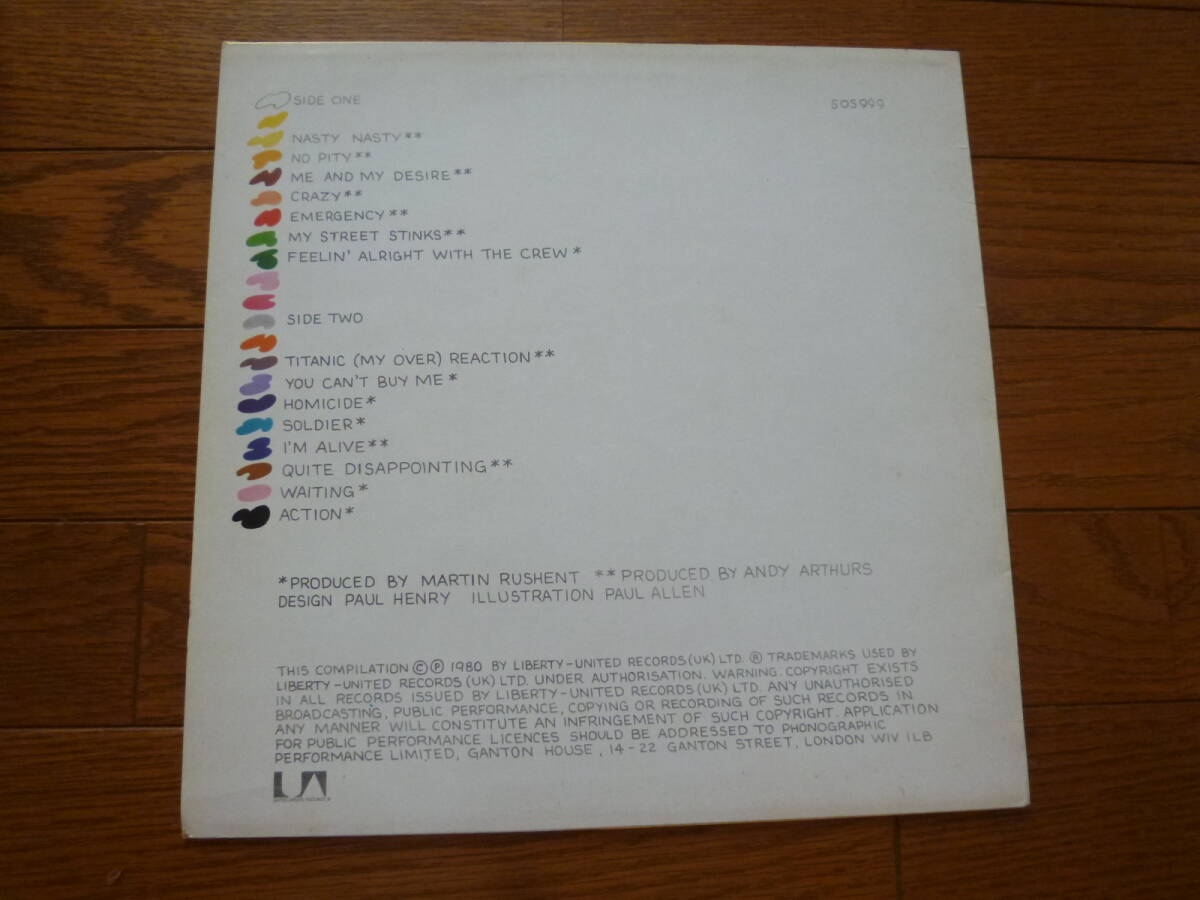 SIDE ONE
SOS999
NASTY NASTY**
NO PITY**
ME AND MY DESIRE**
CRAZY**
EMERGENCY**
MY STREET STINKS**
FEELIN' ALRIGHT WITH THE CREW*
SIDE TWO
TITANIC (MY OVER) REACTION**
YOU CAN'T BUY ME*
HOMICIDE*
SOLDIER*
I'M ALIVE**
QUITE DISAPPOINTING**
WAITING*
ACTION*
*PRODUCED BY MARTIN RUSHENT **PRODUCED BY ANDY ARTHURS
DESIGN PAUL HENRY ILLUSTRATION PAUL ALLEN
THIS COMPILATION © ℗ 1980 BY LIBERTY-UNITED RECORDS (UK) LTD. ® TRADEMARKS USED BY
LIBERTY-UNITED RECORDS (UK) LTD. UNDER AUTHORISATION. WARNING. COPYRIGHT EXISTS
IN ALL RECORDS ISSUED BY LIBERTY-UNITED RECORDS (UK) LTD. ANY UNAUTHORISED
BROADCASTING, PUBLIC PERFORMANCE, COPYING OR RECORDING OF SUCH RECORDS IN
ANY MANNER WILL CONSTITUTE AN INFRINGEMENT OF SUCH COPYRIGHT. APPLICATION
FOR PUBLIC PERFORMANCE LICENCES SHOULD BE ADDRESSED TO PHONOGRAPHIC
PERFORMANCE LIMITED, GANTON HOUSE, 14-22 GANTON STREET, LONDON W1V 1LB
UA